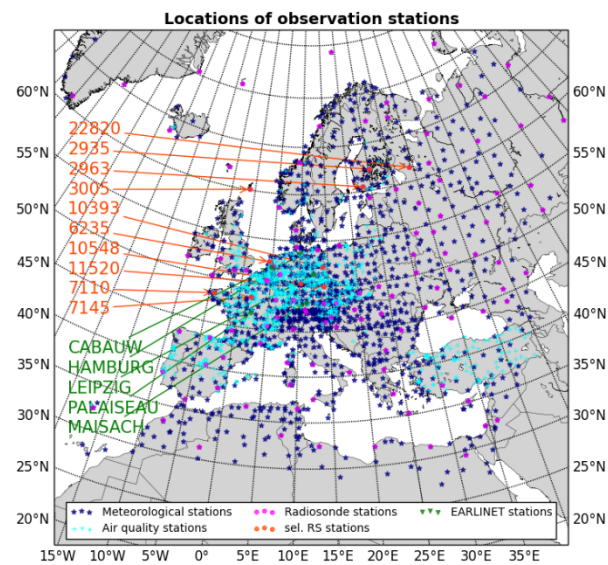 Locations of observation stations
60°N
55°N
50°N
45°N
40°N
35°N
30°N
25°N
20°N
60°N
55°N
50°N
45°N
40°N
35°N
30°N
25°N
20°N
22820
2935
2963
3005
10393
6235
10548
11520
7110
7145
CABAUW
HAMBURG
LEIPZIG
PALAISEAU
MAISACH
Meteorological stations
Air quality stations
Radiosonde stations
sel. RS stations
EARLINET stations
15°W 10°W 5°W 0° 5°E 10°E 15°E 20°E 25°E 30°E 35°E